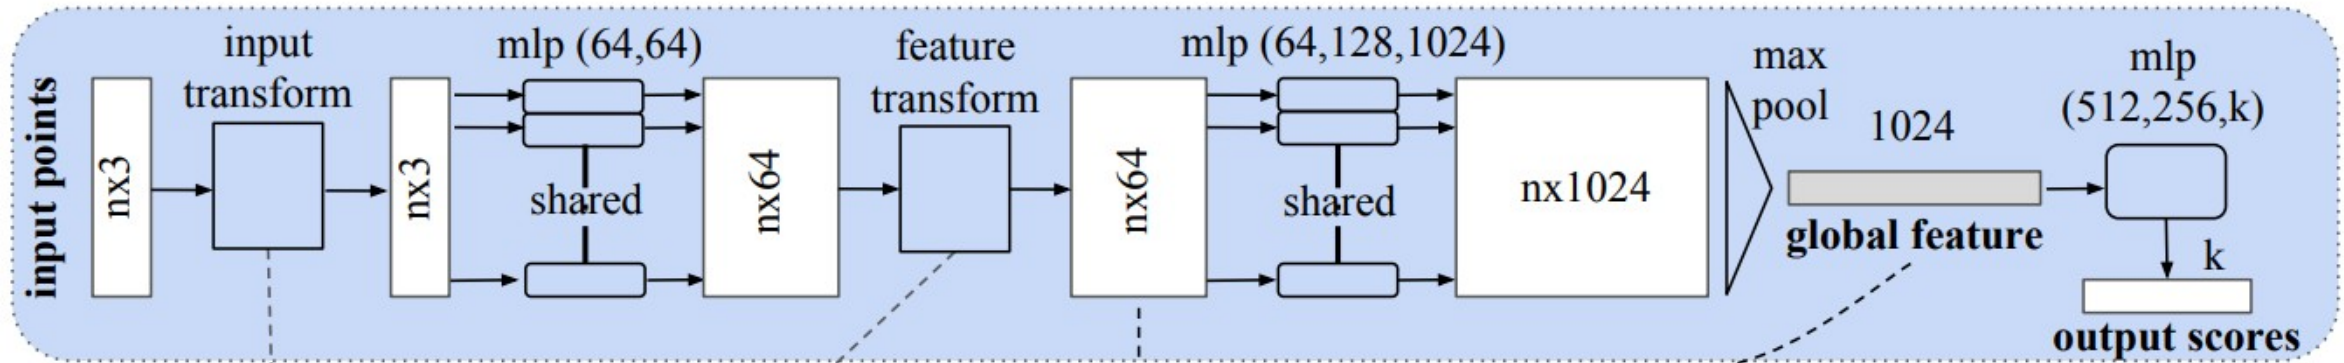 input points
nx3
input
transform
nx3
mlp (64,64)
shared
nx64
feature
transform
nx64
mlp (64,128,1024)
shared
nx1024
max
pool
1024
global feature
mlp
(512,256,k)
k
output scores